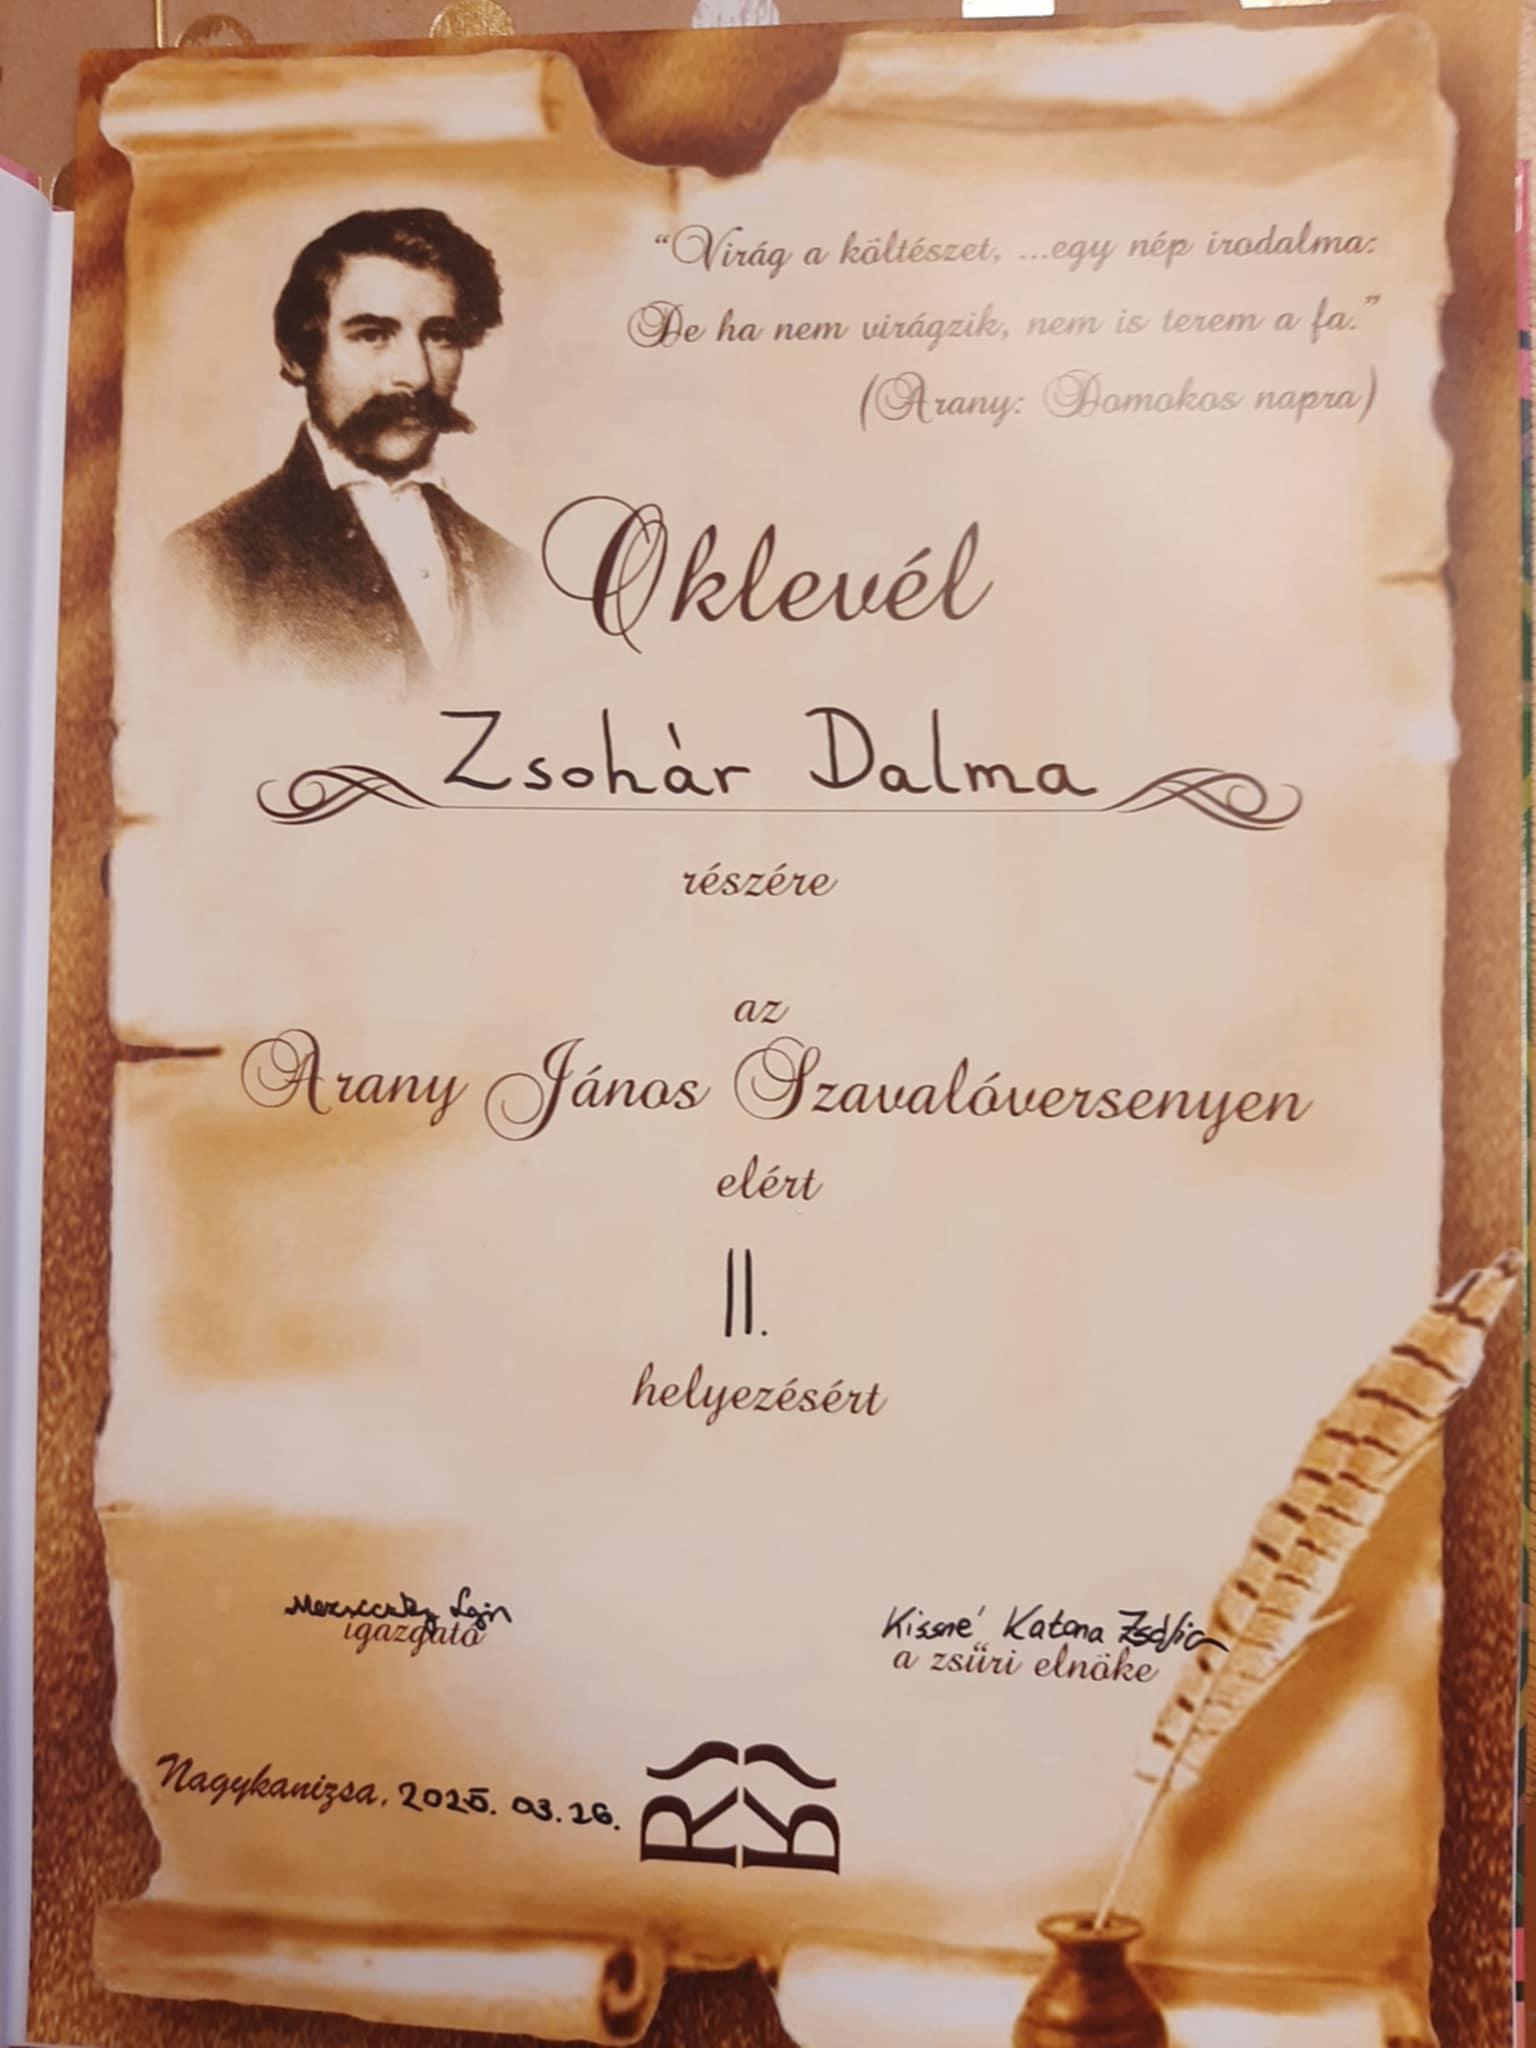 “Virág a költészet, ...egy nép irodalma:
De ha nem virágzik, nem is terem a fa.”
(Arany: Domokos napra)
Oklevél
Zsohár Dalma
részére
az
Arany János Szavalóversenyen
elért
II.
helyezésért
igazgató
Kissné Katona Zsófia
a zsűri elnöke
Nagykanizsa, 2025. 03. 26.